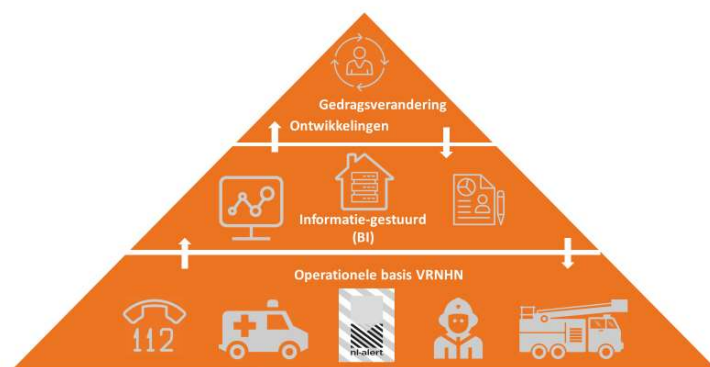 Gedragsverandering
Ontwikkelingen
Informatie-gestuurd
(BI)
Operationele basis VRNHN
112
nl-alert